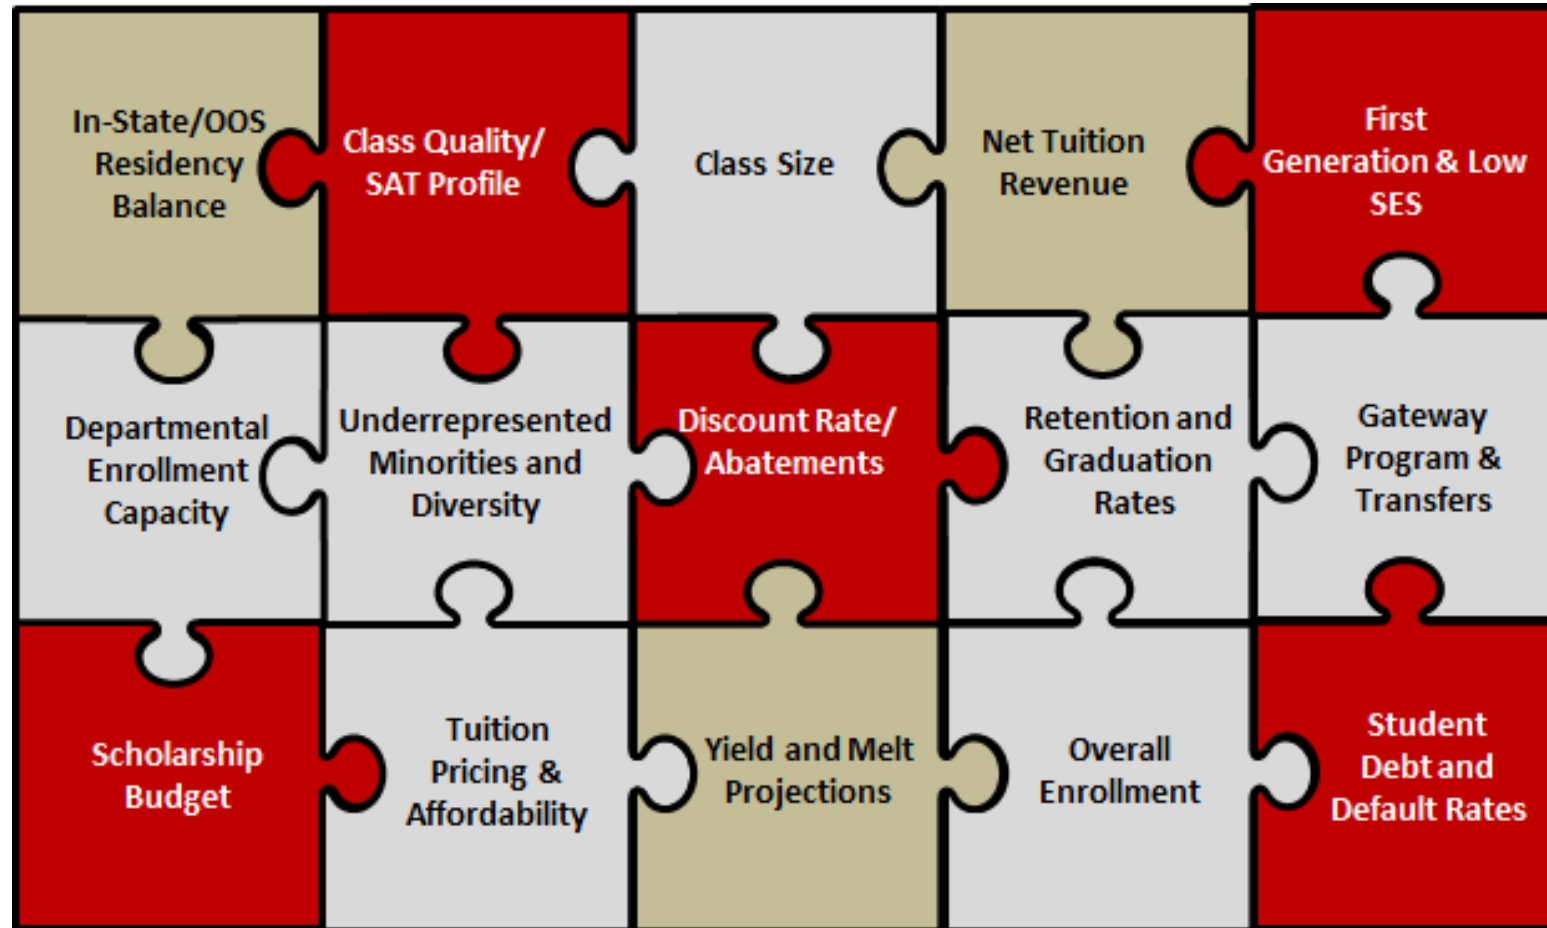 In-State/OOS
Residency
Balance
Class Quality/
SAT Profile
Class Size
Net Tuition
Revenue
First
Generation & Low
SES
Departmental
Enrollment
Capacity
Underrepresented
Minorities and
Diversity
Discount Rate/
Abatements
Retention and
Graduation
Rates
Gateway
Program &
Transfers
Scholarship
Budget
Tuition
Pricing &
Affordability
Yield and Melt
Projections
Overall
Enrollment
Student
Debt and
Default Rates